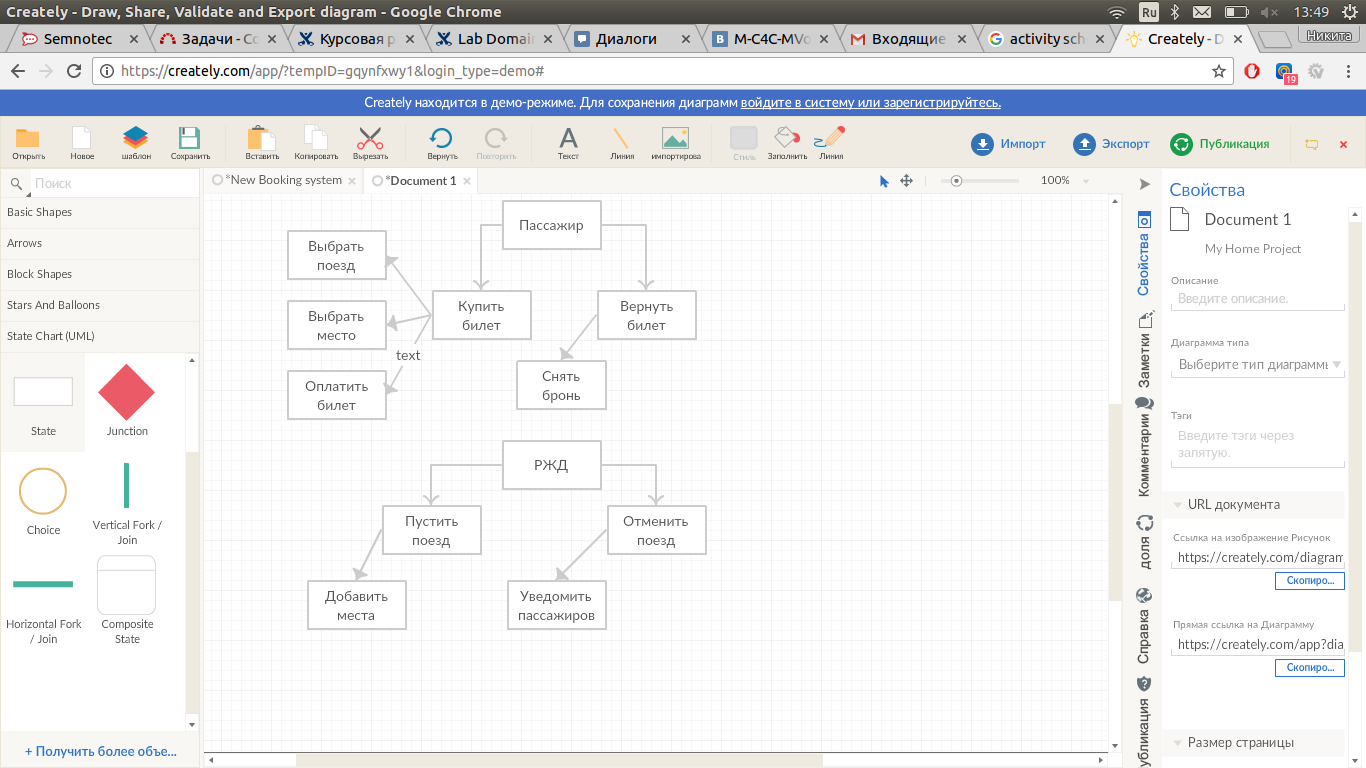 Creately - Draw, Share, Validate and Export diagram - Google Chrome
Ru
13:49
Semnotec
Задачи - Со
Курсовая р
Lab Domai
Диалоги
M-C4C-MVo
Входящие
activity sch
Creately - D
Никита
https://creately.com/app/?tempID=gqynfxwy1&login_type=demo#
19
Creately находится в демо-режиме. Для сохранения диаграмм войдите в систему или зарегистрируйтесь.
Открыть
Новое
шаблон
Сохранить
Вставить
Копировать
Вырезать
Вернуть
Повторить
Текст
Линия
импортирова
Стиль
Заполнить
Линия
Импорт
Экспорт
Публикация
Поиск
*New Booking system
*Document 1
100%
Basic Shapes
Arrows
Block Shapes
Stars And Balloons
State Chart (UML)
State
Junction
Choice
Vertical Fork /
Join
Horizontal Fork
/ Join
Composite
State
+ Получить более объе...
Пассажир
Выбрать
поезд
Выбрать
место
text
Оплатить
билет
Купить
билет
Вернуть
билет
Снять
бронь
РЖД
Пустить
поезд
Отменить
поезд
Добавить
места
Уведомить
пассажиров
Свойства
Заметки
Комментарии
доля
Справка
убликация
Свойства
Document 1
My Home Project
Описание
Введите описание.
Диаграмма типа
Выберите тип диаграммы
Тэги
Введите тэги через
запятую.
URL документа
Ссылка на изображение Рисунок
https://creately.com/diagram
Скопиро...
Прямая ссылка на Диаграмму
https://creately.com/app?dia
Скопиро...
Размер страницы